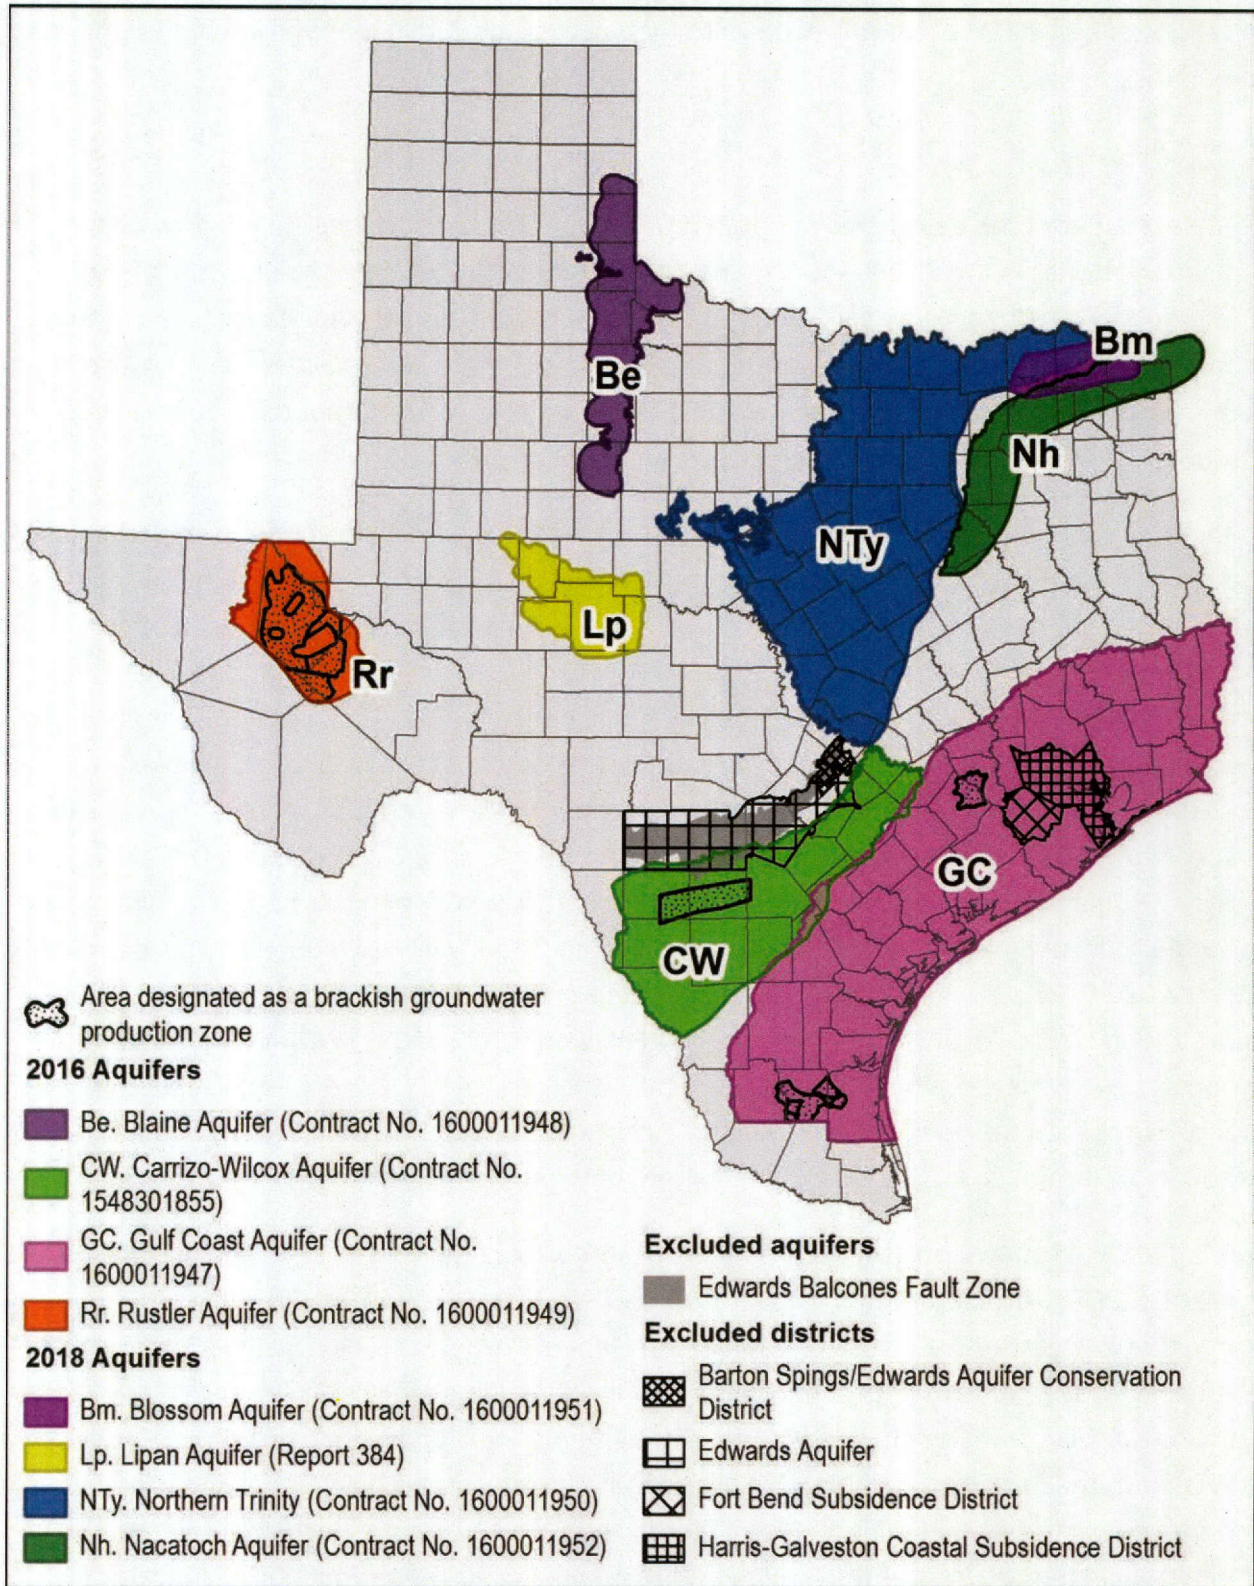 Be
Bm
Nh
NTy
Lp
Rr
GC
CW
Area designated as a brackish groundwater
production zone
2016 Aquifers
Be. Blaine Aquifer (Contract No. 1600011948)
CW. Carrizo-Wilcox Aquifer (Contract No.
1548301855)
GC. Gulf Coast Aquifer (Contract No.
1600011947)
Rr. Rustler Aquifer (Contract No. 1600011949)
2018 Aquifers
Bm. Blossom Aquifer (Contract No. 1600011951)
Lp. Lipan Aquifer (Report 384)
NTy. Northern Trinity (Contract No. 1600011950)
Nh. Nacatoch Aquifer (Contract No. 1600011952)
Excluded aquifers
Edwards Balcones Fault Zone
Excluded districts
Barton Spings/Edwards Aquifer Conservation
District
Edwards Aquifer
Fort Bend Subsidence District
Harris-Galveston Coastal Subsidence District